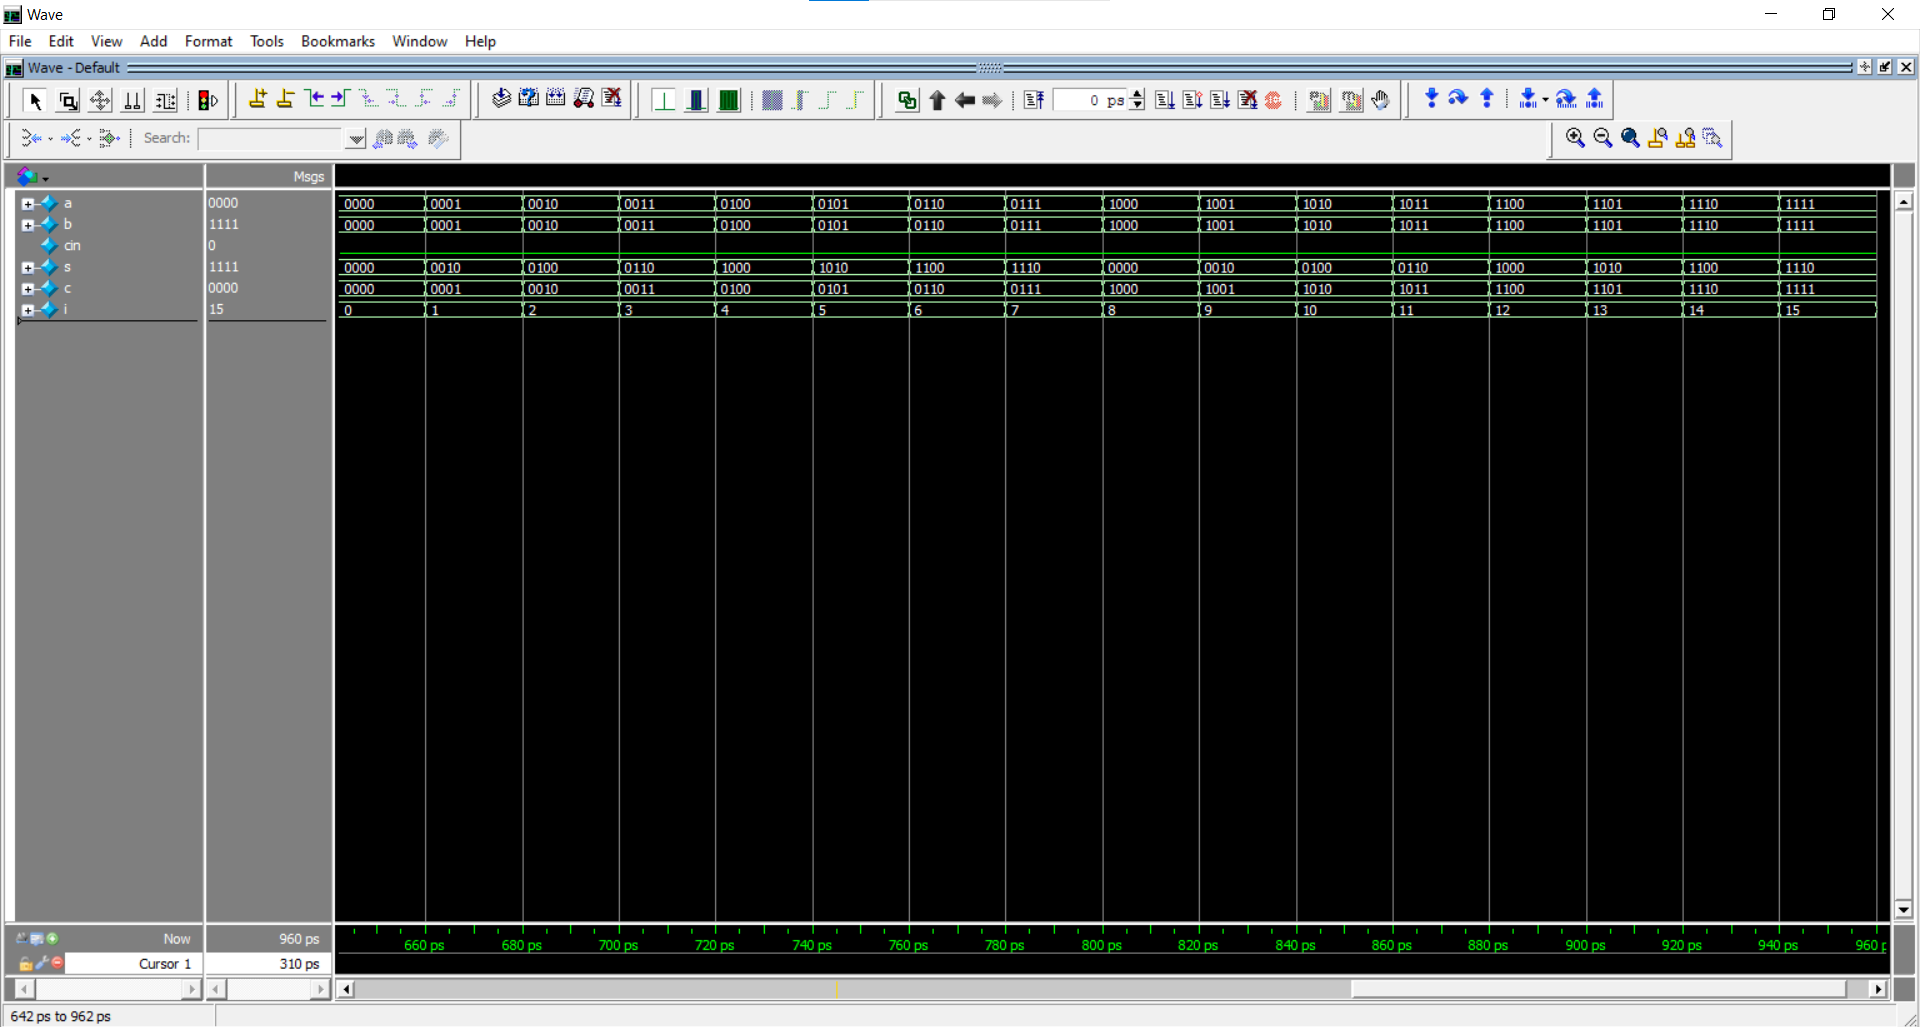 Wave
File Edit View Add Format Tools Bookmarks Window Help
Wave - Default
0 ps
Search:
Msgs
a 0000 0000 0001 0010 0011 0100 0101 0110 0111 1000 1001 1010 1011 1100 1101 1110 1111
b 1111 0000 0001 0010 0011 0100 0101 0110 0111 1000 1001 1010 1011 1100 1101 1110 1111
cin 0
s 1111 0000 0010 0100 0110 1000 1010 1100 1110 0000 0010 0100 0110 1000 1010 1100 1110
c 0000 0000 0001 0010 0011 0100 0101 0110 0111 1000 1001 1010 1011 1100 1101 1110 1111
i 15 0 1 2 3 4 5 6 7 8 9 10 11 12 13 14 15
Now 960 ps 660 ps 680 ps 700 ps 720 ps 740 ps 760 ps 780 ps 800 ps 820 ps 840 ps 860 ps 880 ps 900 ps 920 ps 940 ps 960 p
Cursor 1 310 ps
642 ps to 962 ps